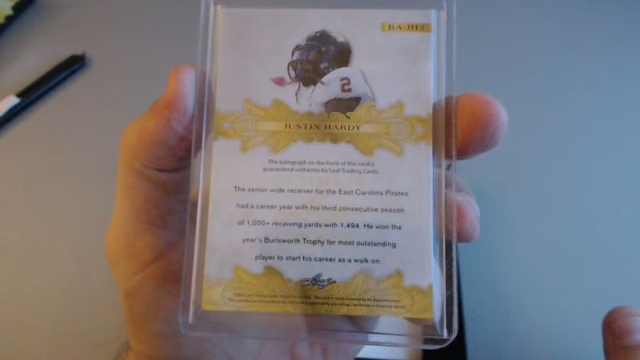 BA-JH1
2
JUSTIN HARDY
The autograph on the front of this card is
guaranteed authentic by Leaf Trading Cards.
The senior wide receiver for the East Carolina Pirates
had a career year with his third consecutive season
of 1,000+ receiving yards with 1,494. He won the
year's Burlsworth Trophy for most outstanding
player to start his career as a walk-on.
Leaf